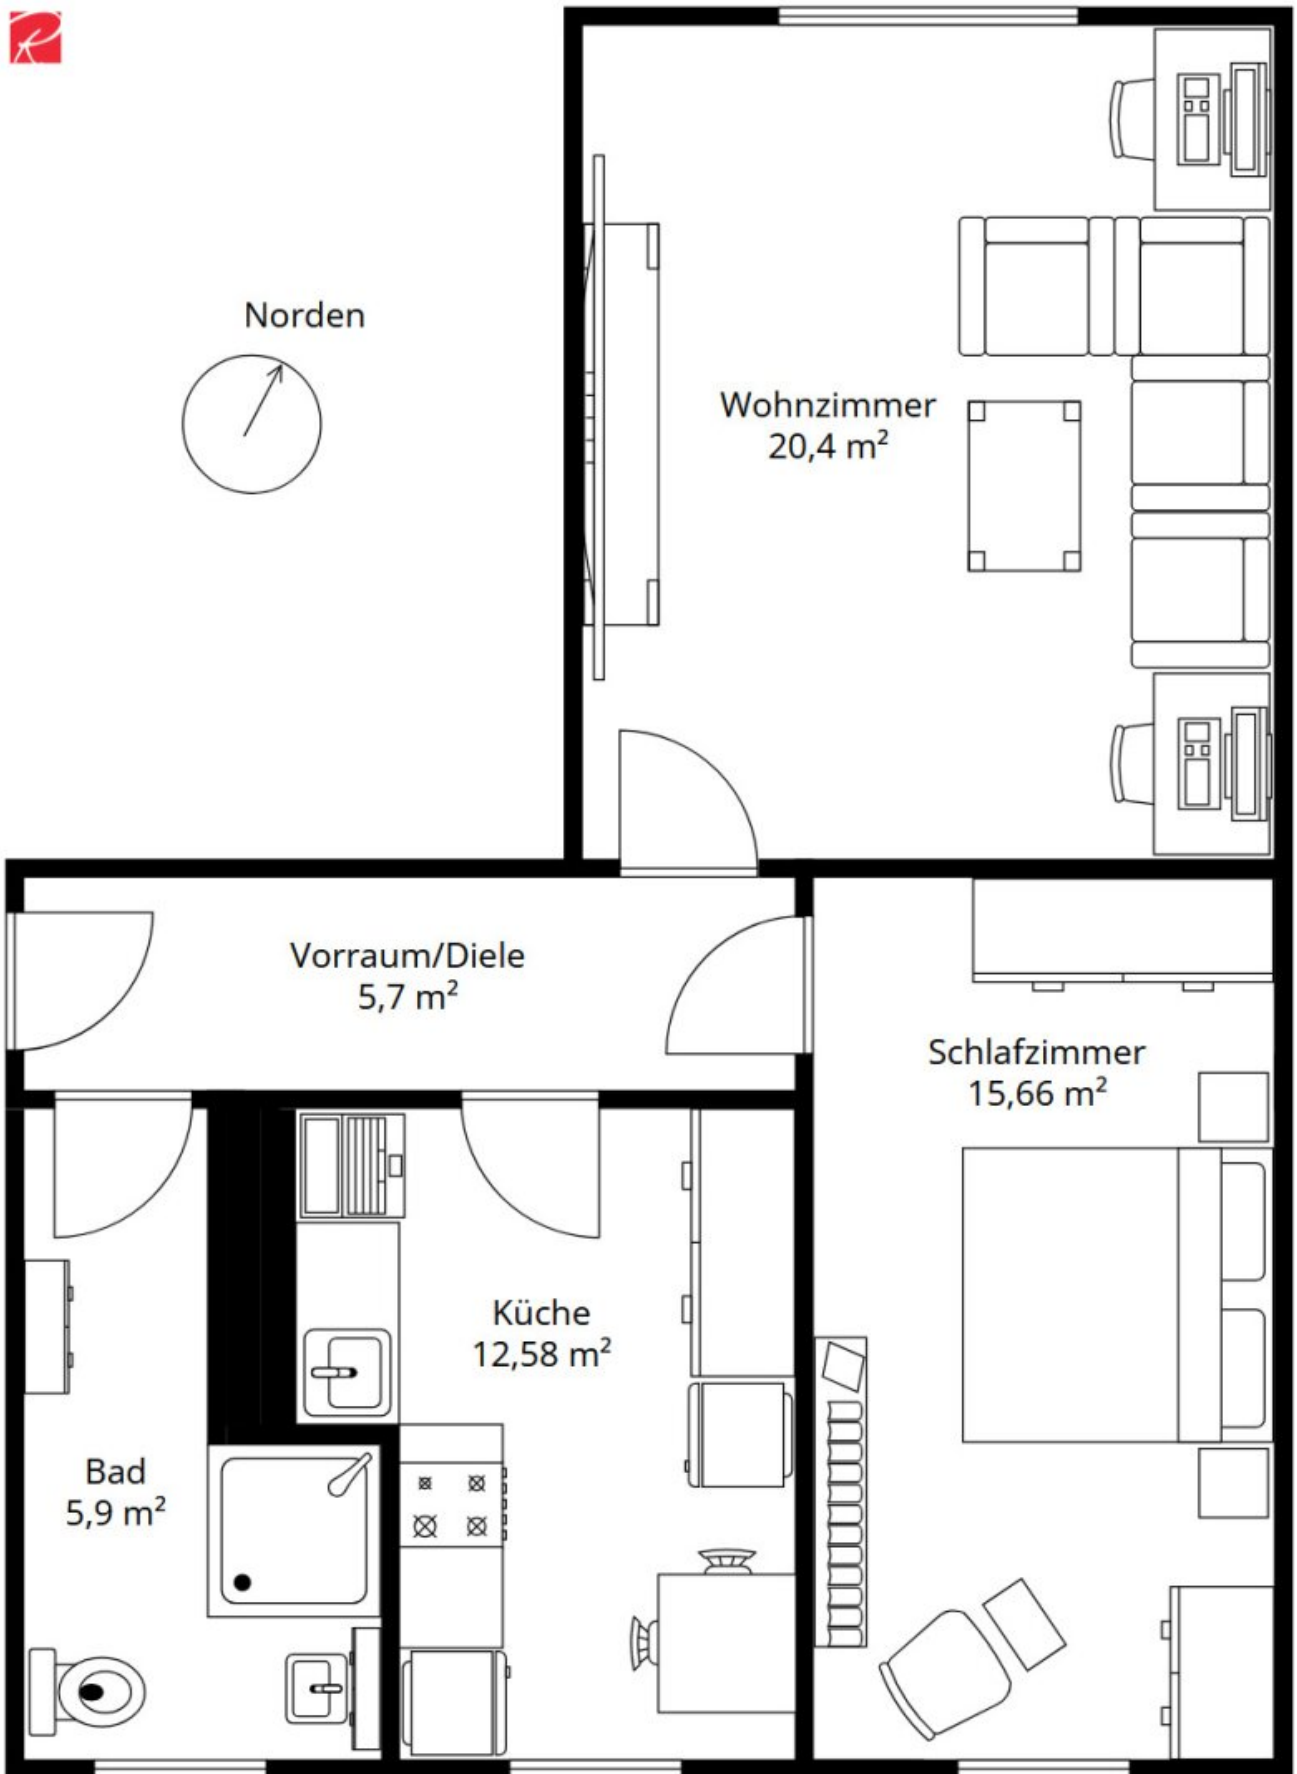 Norden
Wohnzimmer
20,4 m²
Vorraum/Diele
5,7 m²
Schlafzimmer
15,66 m²
Küche
12,58 m²
Bad
5,9 m²